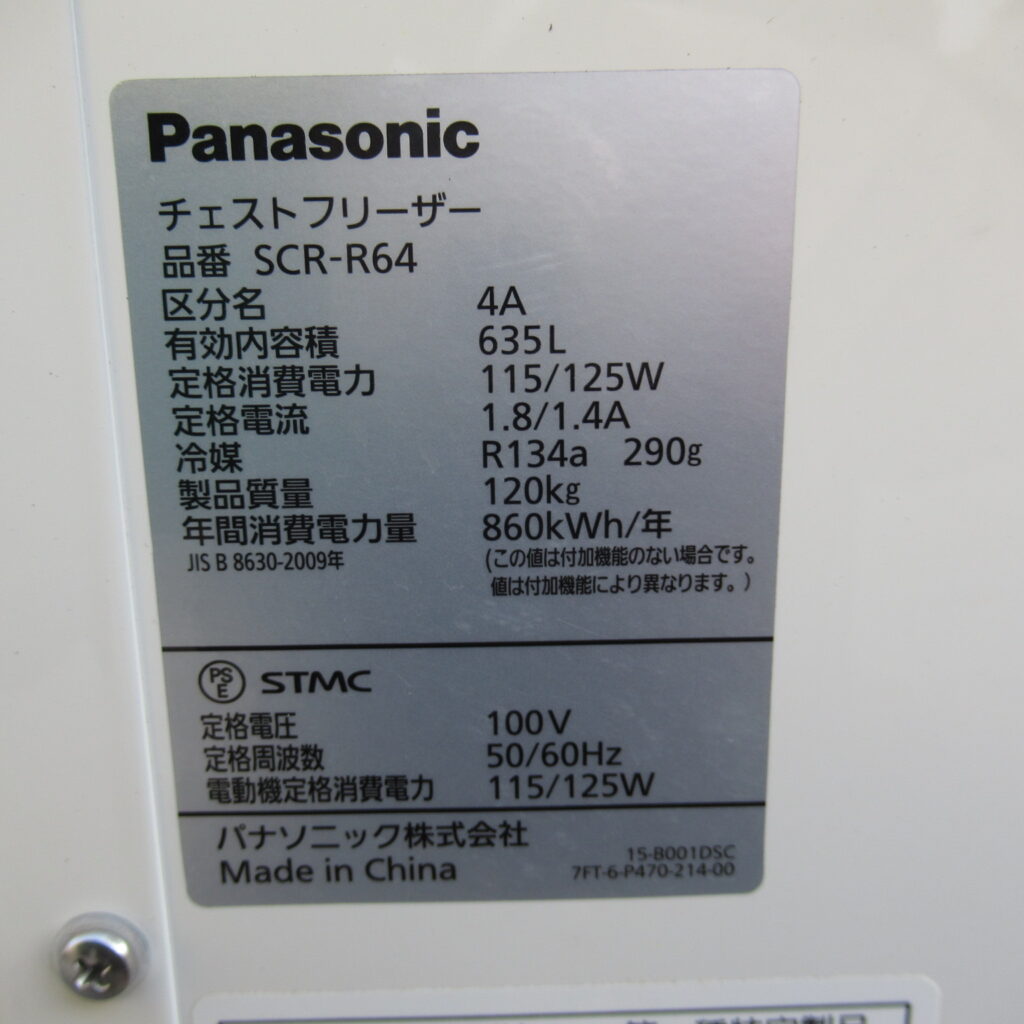 Panasonic
チェストフリーザー
品番 SCR-R64
区分名 4A
有効内容積 635L
定格消費電力 115/125W
定格電流 1.8/1.4A
冷媒 R134a 290g
製品質量 120kg
年間消費電力量 860kWh/年
JIS B 8630-2009年 (この値は付加機能のない場合です。
値は付加機能により異なります。)
PSE STMC
定格電圧 100V
定格周波数 50/60Hz
電動機定格消費電力 115/125W
パナソニック株式会社
15-B001DSC
Made in China 7FT-6-P470-214-00